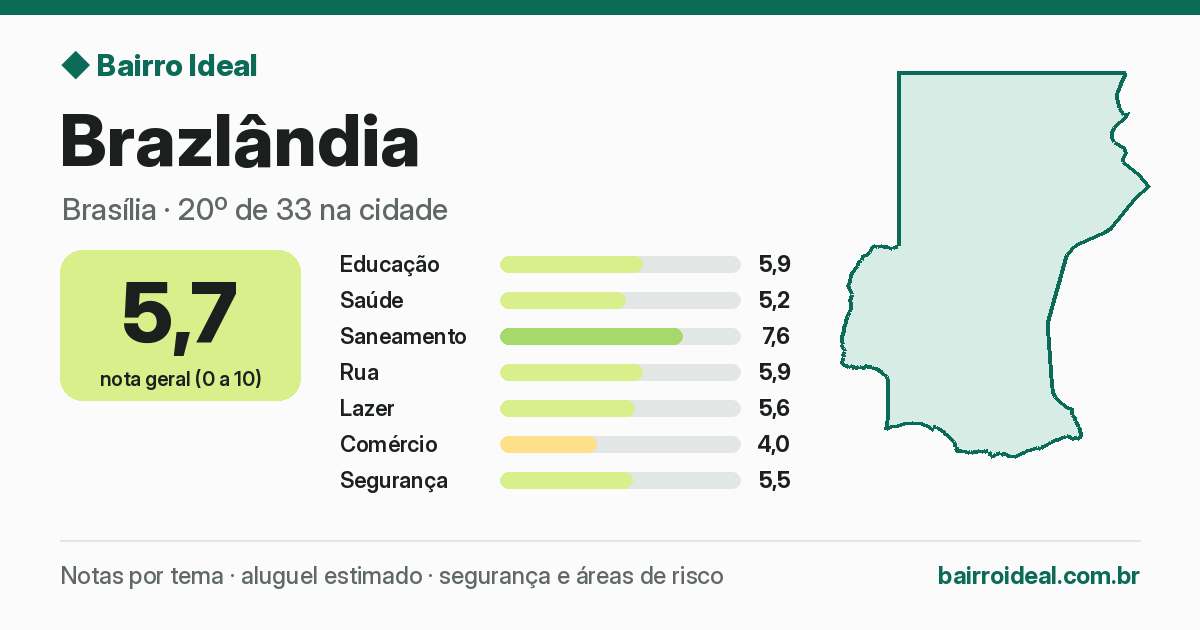 Bairro Ideal
Brazlândia
Brasília · 20º de 33 na cidade
5,7
nota geral (0 a 10)
Educação 5,9
Saúde 5,2
Saneamento 7,6
Rua 5,9
Lazer 5,6
Comércio 4,0
Segurança 5,5
Notas por tema · aluguel estimado · segurança e áreas de risco
bairroideal.com.br